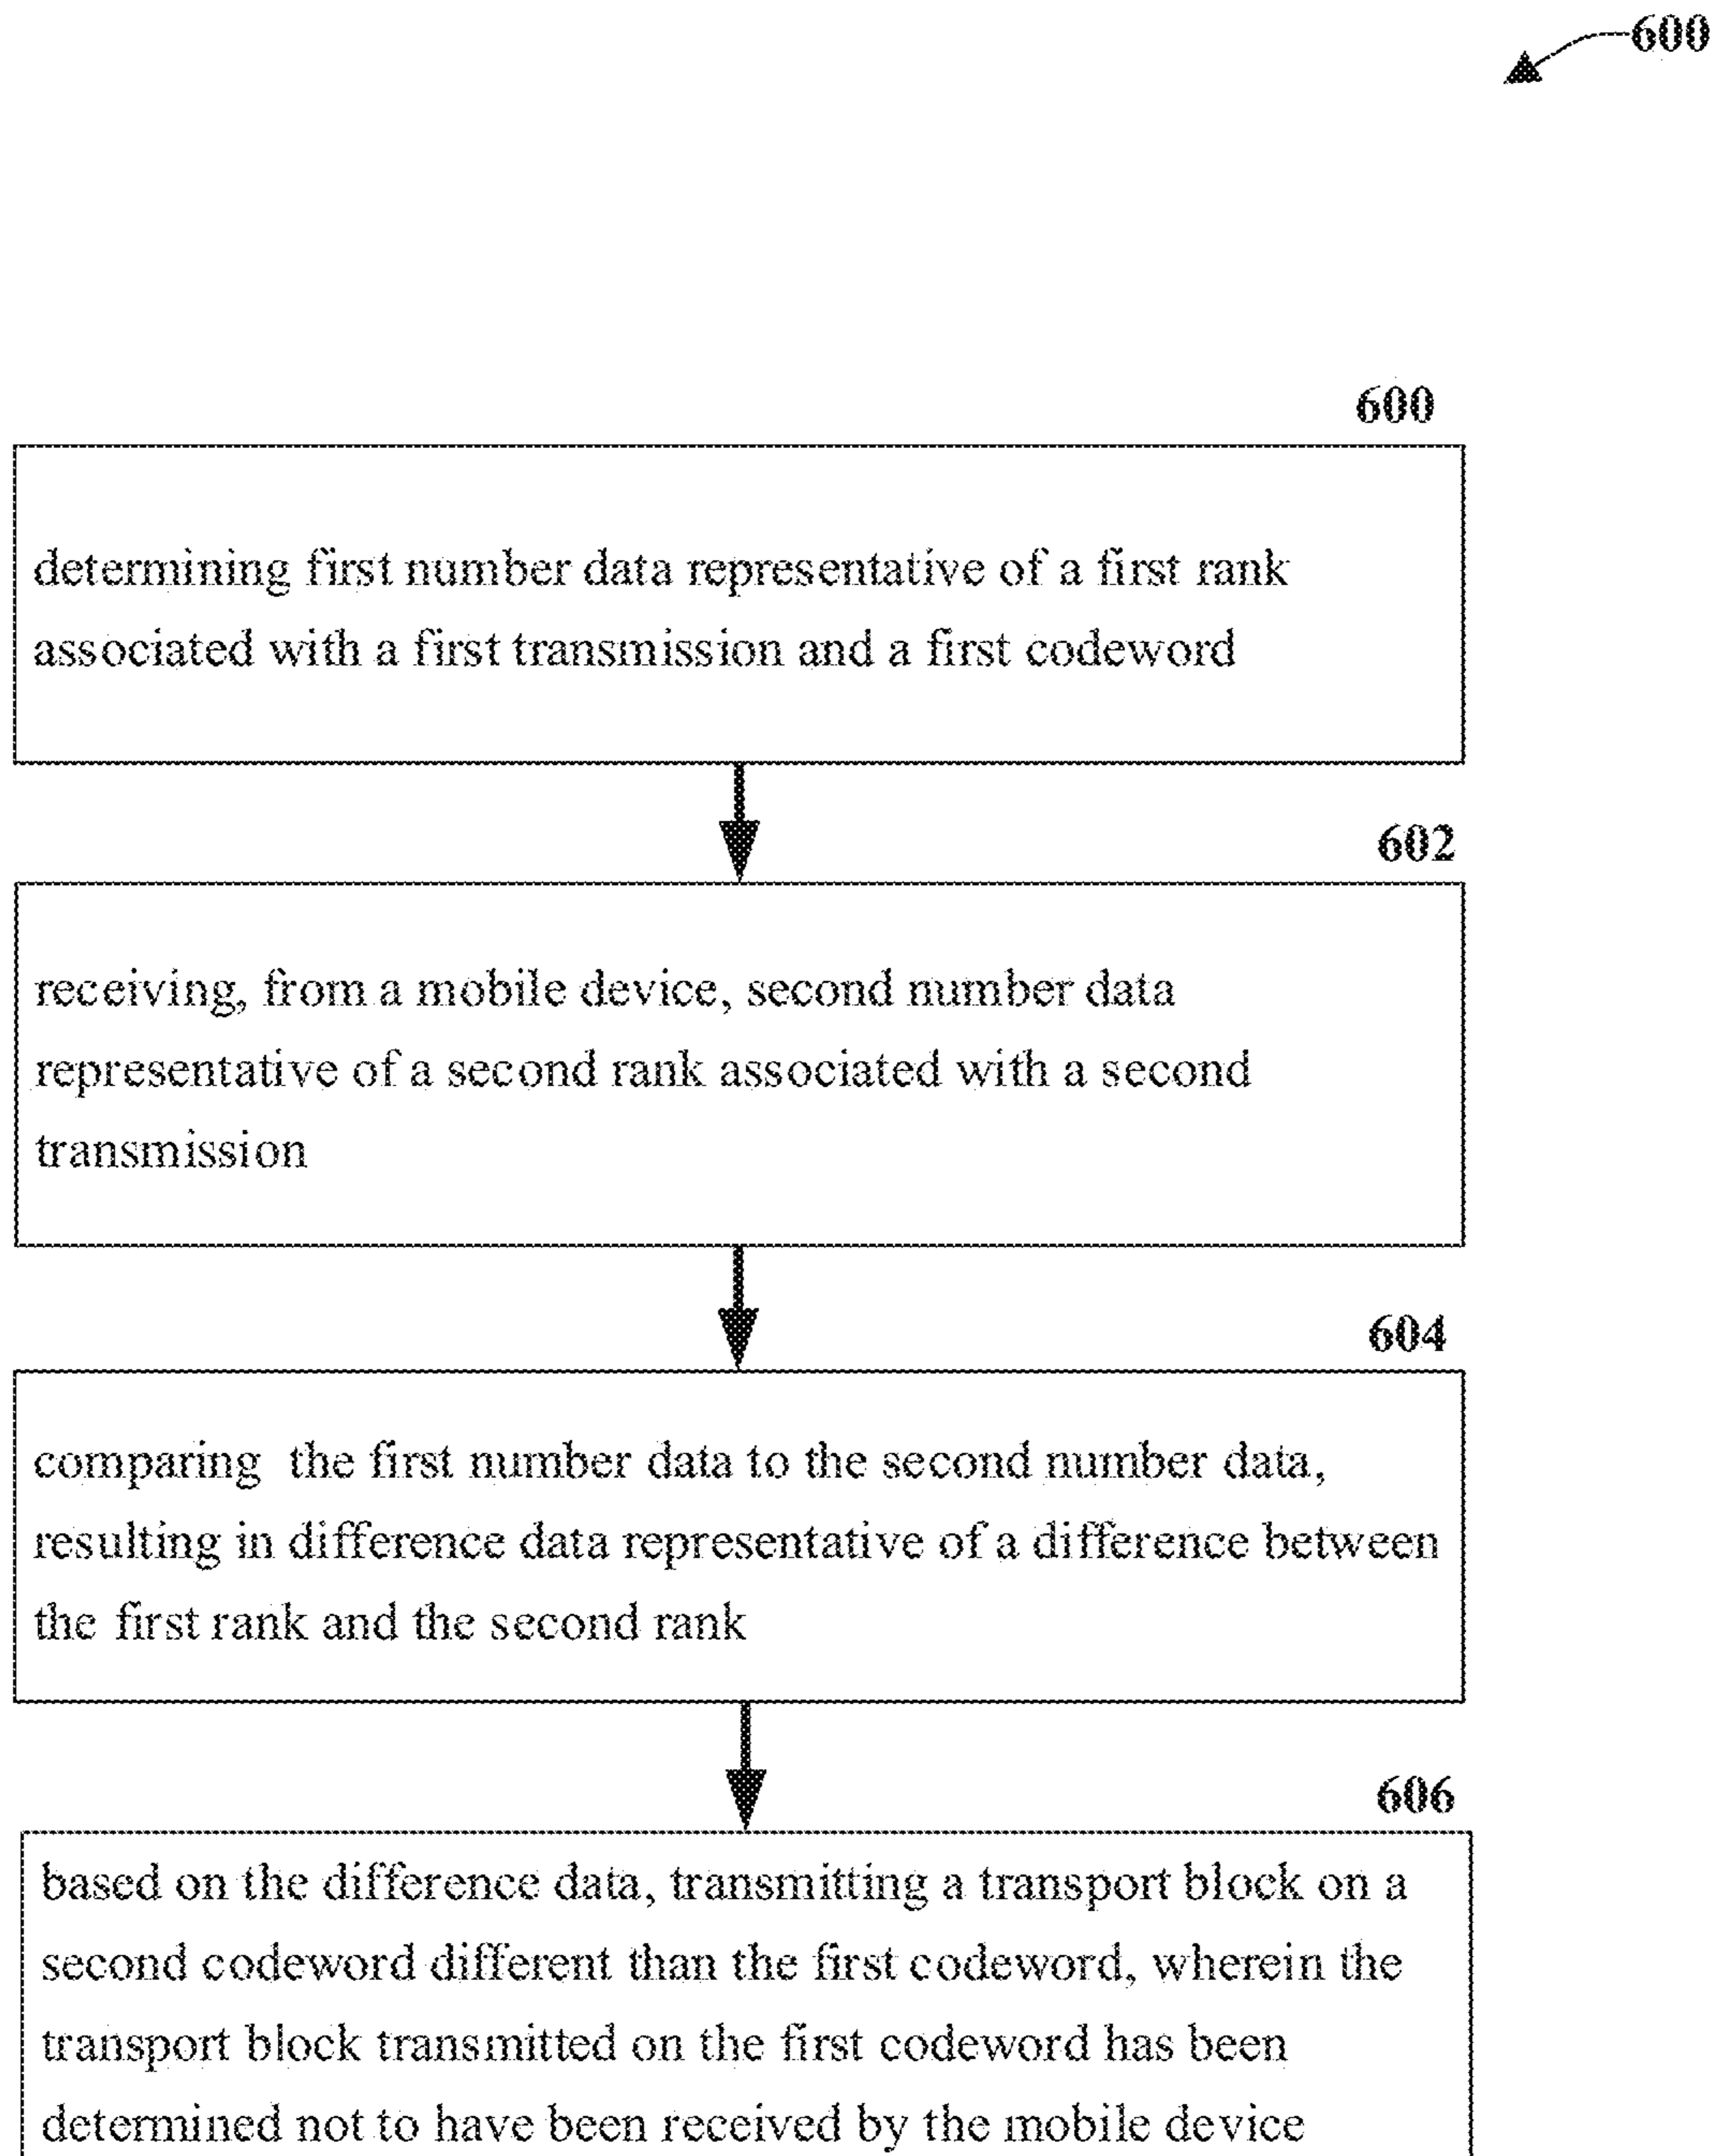 600
600
determining first number data representative of a first rank
associated with a first transmission and a first codeword
602
receiving, from a mobile device, second number data
representative of a second rank associated with a second
transmission
604
comparing the first number data to the second number data,
resulting in difference data representative of a difference between
the first rank and the second rank
606
based on the difference data, transmitting a transport block on a
second codeword different than the first codeword, wherein the
transport block transmitted on the first codeword has been
determined not to have been received by the mobile device